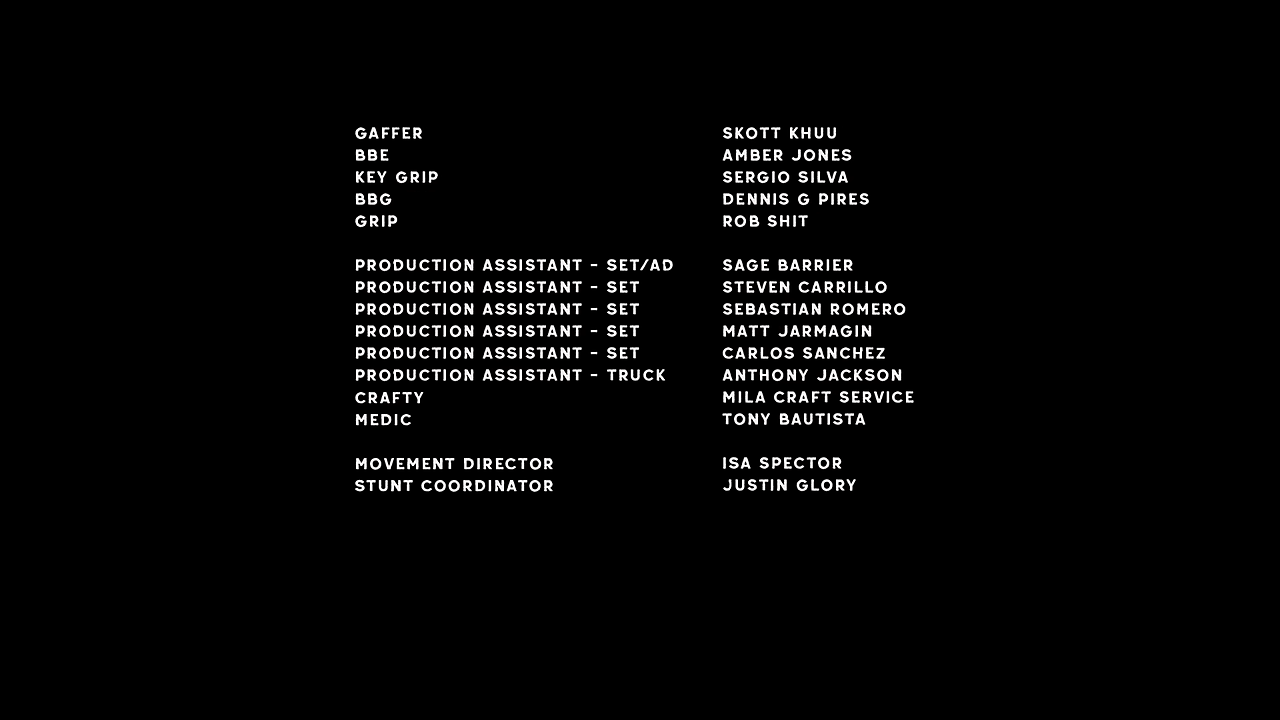 GAFFER SKOTT KHUU
BBE AMBER JONES
KEY GRIP SERGIO SILVA
BBG DENNIS G PIRES
GRIP ROB SHIT
PRODUCTION ASSISTANT - SET/AD SAGE BARRIER
PRODUCTION ASSISTANT - SET STEVEN CARRILLO
PRODUCTION ASSISTANT - SET SEBASTIAN ROMERO
PRODUCTION ASSISTANT - SET MATT JARMAGIN
PRODUCTION ASSISTANT - SET CARLOS SANCHEZ
PRODUCTION ASSISTANT - TRUCK ANTHONY JACKSON
CRAFTY MILA CRAFT SERVICE
MEDIC TONY BAUTISTA
MOVEMENT DIRECTOR ISA SPECTOR
STUNT COORDINATOR JUSTIN GLORY